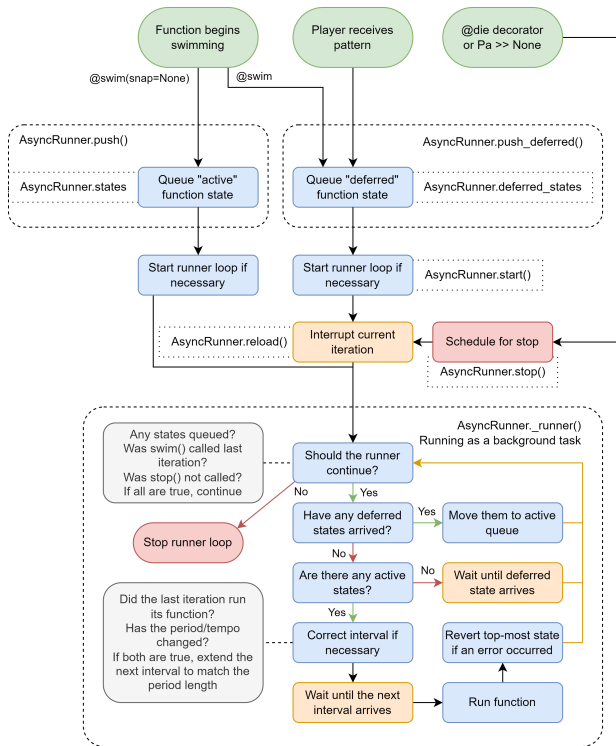 Function begins
swimming
Player receives
pattern
@die decorator
or Pa >> None
@swim(snap=None)
@swim
AsyncRunner.push()
AsyncRunner.push_deferred()
AsyncRunner.states
Queue "active"
function state
Queue "deferred"
function state
AsyncRunner.deferred_states
Start runner loop if
necessary
Start runner loop if
necessary
AsyncRunner.start()
AsyncRunner.reload()
Interrupt current
iteration
Schedule for stop
AsyncRunner.stop()
AsyncRunner._runner()
Running as a background task
Any states queued?
Was swim() called last
iteration?
Was stop() not called?
If all are true, continue
Should the runner
continue?
No
Yes
Stop runner loop
Have any deferred
states arrived?
Yes
Move them to active
queue
No
Are there any active
states?
No
Wait until deferred
state arrives
Yes
Did the last iteration run
its function?
Has the period/tempo
changed?
If both are true, extend the
next interval to match the
period length
Correct interval if
necessary
Revert top-most state
if an error occurred
Wait until the next
interval arrives
Run function